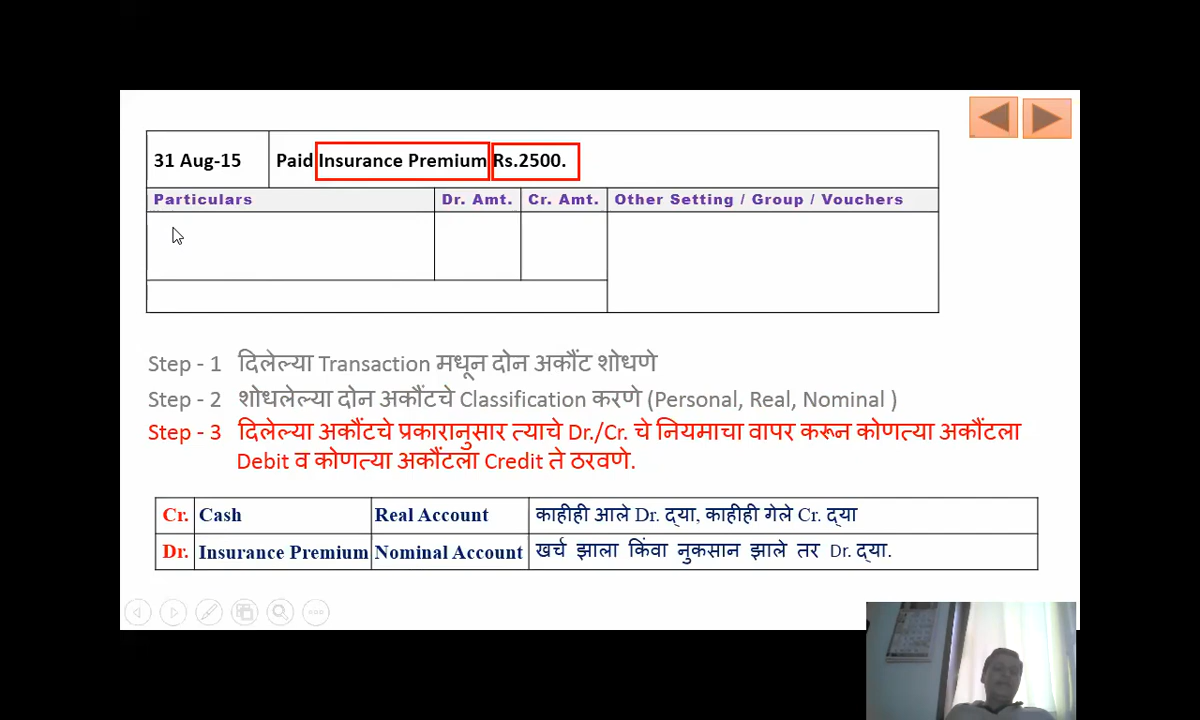 31 Aug-15 Paid Insurance Premium Rs.2500.
Particulars Dr. Amt. Cr. Amt. Other Setting / Group / Vouchers
Step - 1 दिलेल्या Transaction मधून दोन अकौंट शोधणे
Step - 2 शोधलेल्या दोन अकौंटचे Classification करणे (Personal, Real, Nominal )
Step - 3 दिलेल्या अकौंटचे प्रकारानुसार त्याचे Dr./Cr. चे नियमाचा वापर करून कोणत्या अकौंटला
Debit व कोणत्या अकौंटला Credit ते ठरवणे.
Cr. Cash Real Account काहीही आले Dr. द्या, काहीही गेले Cr. द्या
Dr. Insurance Premium Nominal Account खर्च झाला किंवा नुकसान झाले तर Dr. द्या.